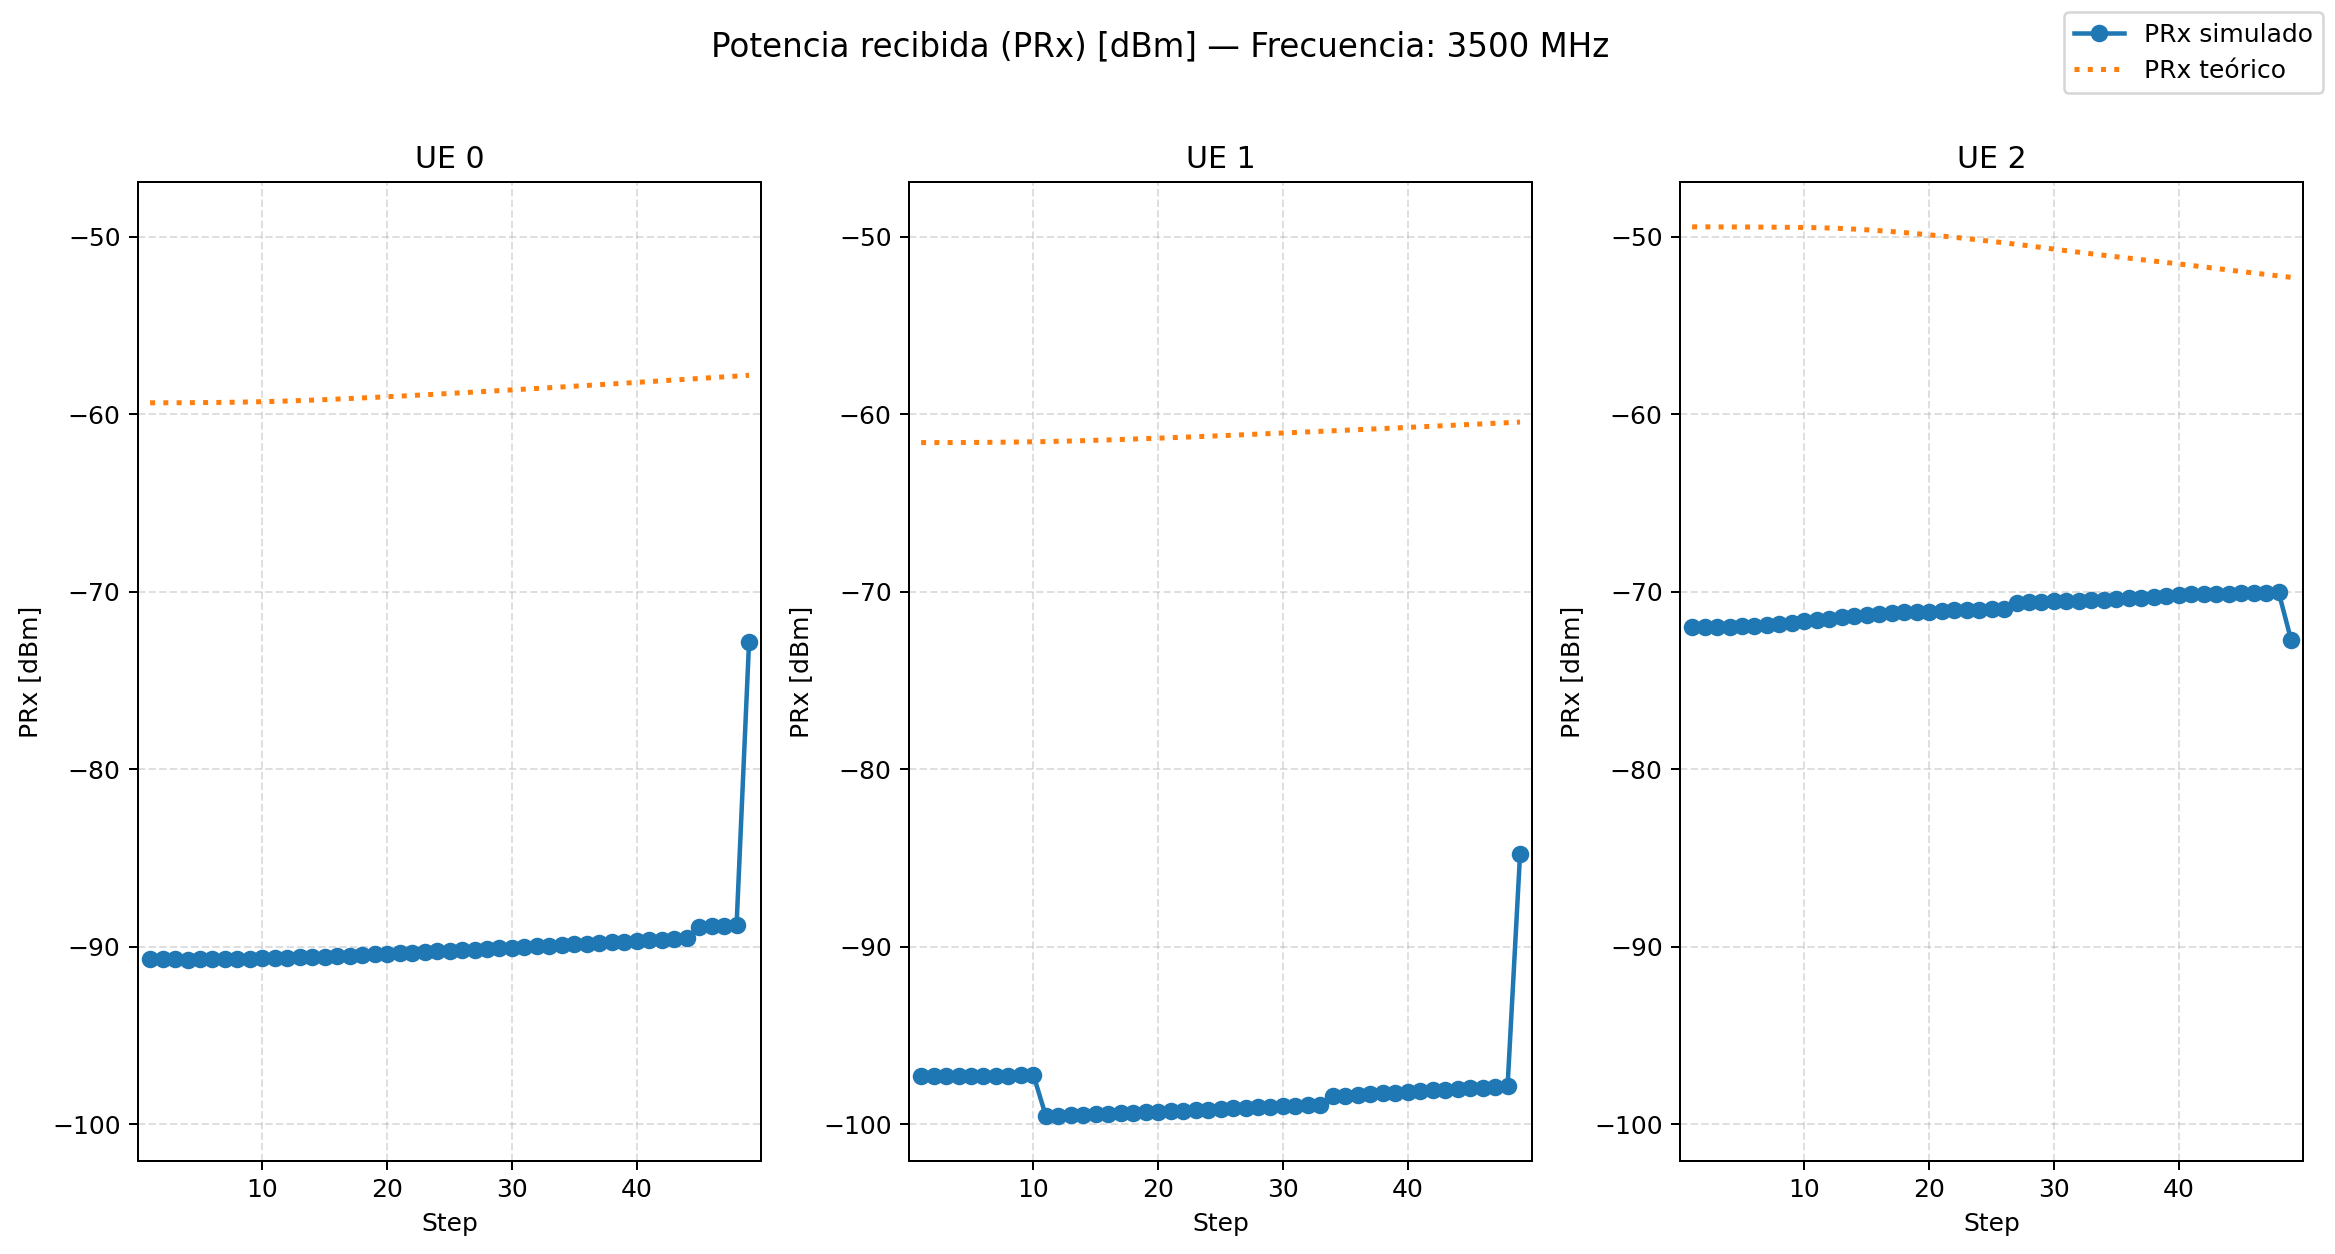 Potencia recibida (PRx) [dBm] — Frecuencia: 3500 MHz
PRx simulado
PRx teórico
UE 0
−50
−60
−70
−80
−90
−100
PRx [dBm]
10 20 30 40
Step
UE 1
−50
−60
−70
−80
−90
−100
PRx [dBm]
10 20 30 40
Step
UE 2
−50
−60
−70
−80
−90
−100
PRx [dBm]
10 20 30 40
Step